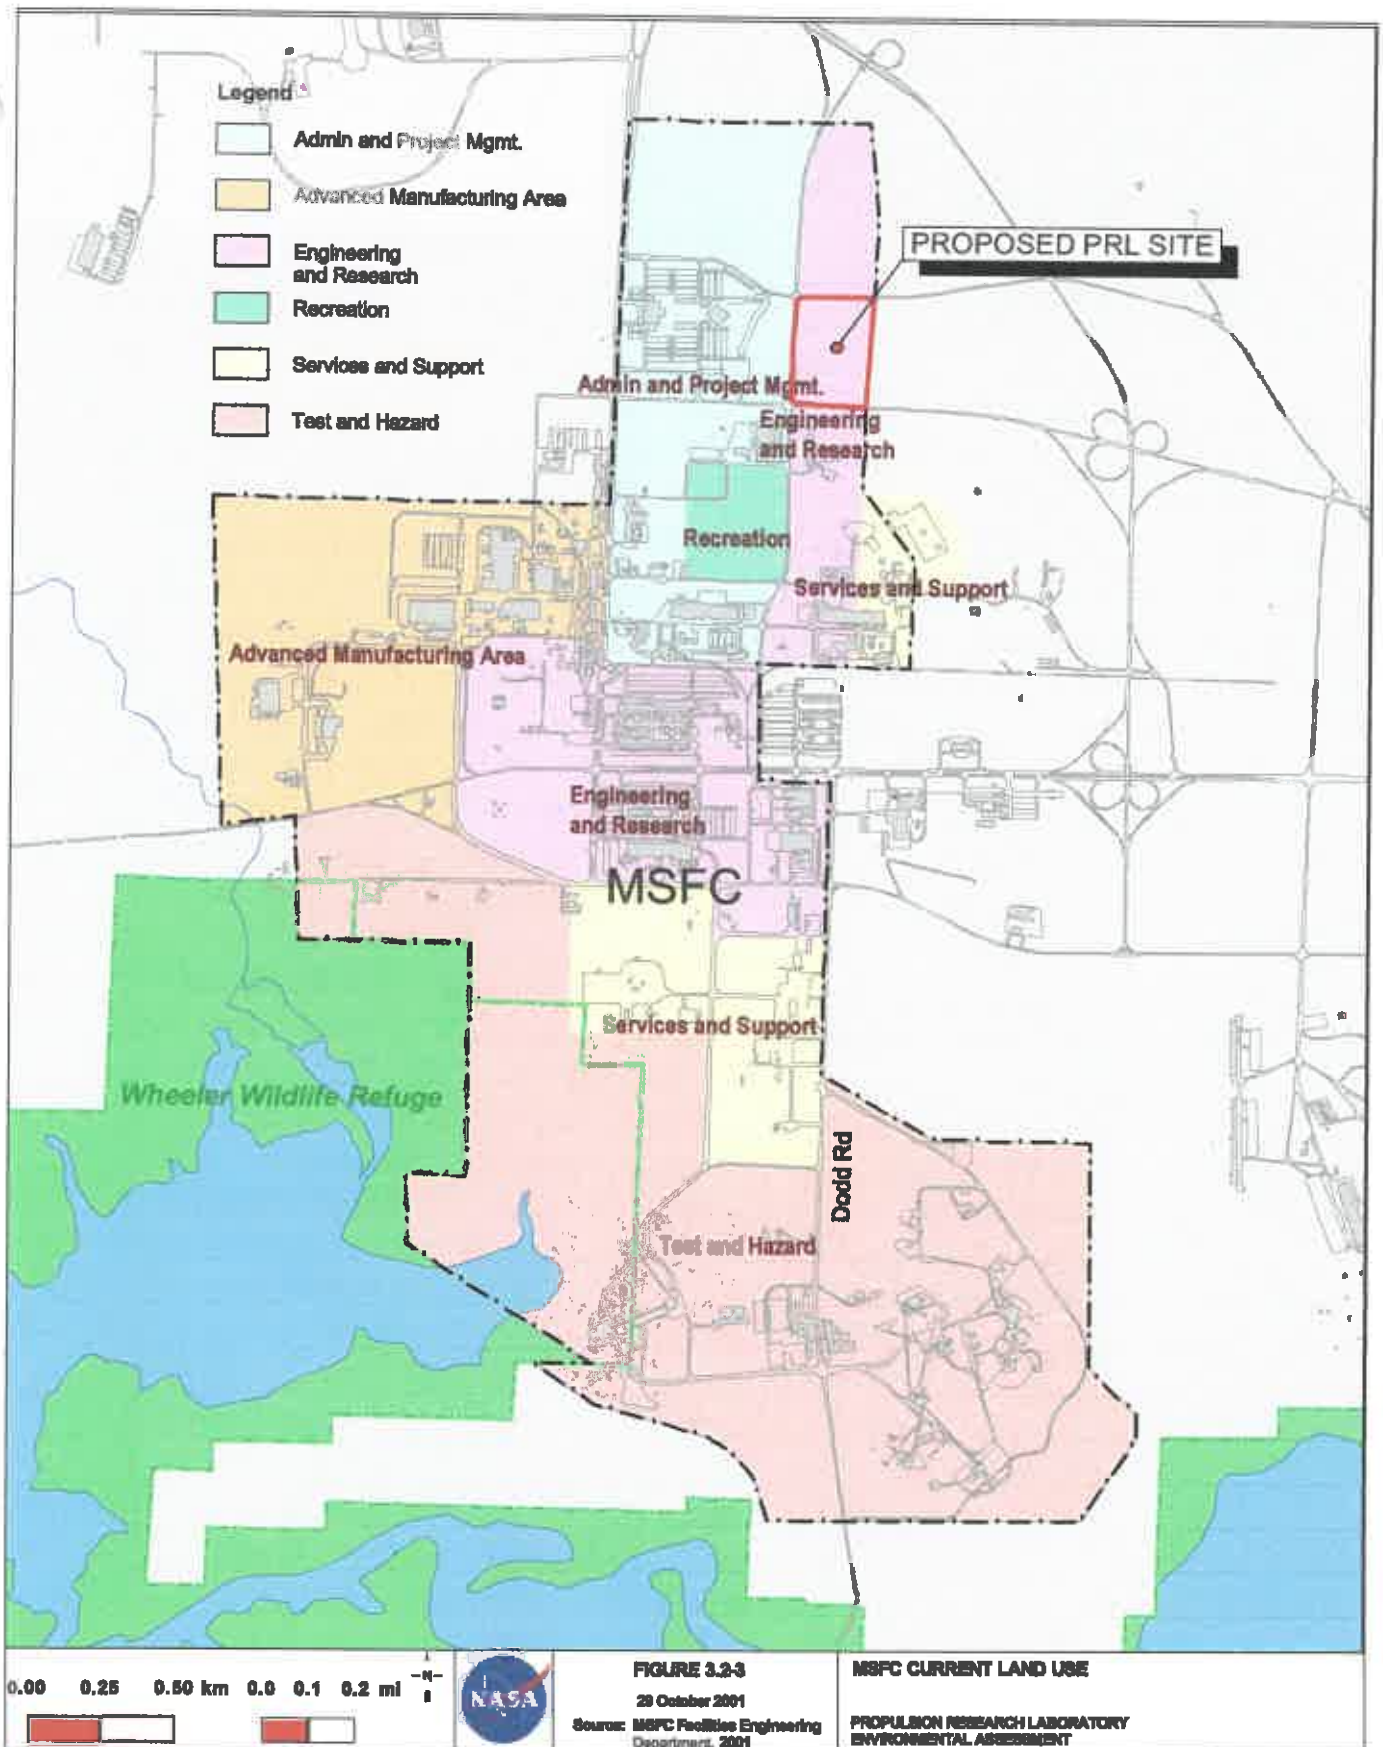 Legend
Admin and Project Mgmt.
Advanced Manufacturing Area
Engineering
and Research
Recreation
Services and Support
Test and Hazard
PROPOSED PRL SITE
Admin and Project Mgmt.
Engineering
and Research
Recreation
Services and Support
Advanced Manufacturing Area
Engineering
and Research
MSFC
Services and Support
Wheeler Wildlife Refuge
Dodd Rd
Test and Hazard
0.00 0.25 0.50 km 0.0 0.1 0.2 mi
-N-
NASA
FIGURE 3.2-3
29 October 2001
Source: MSFC Facilities Engineering
Department, 2001
MSFC CURRENT LAND USE
PROPULSION RESEARCH LABORATORY
ENVIRONMENTAL ASSESSMENT